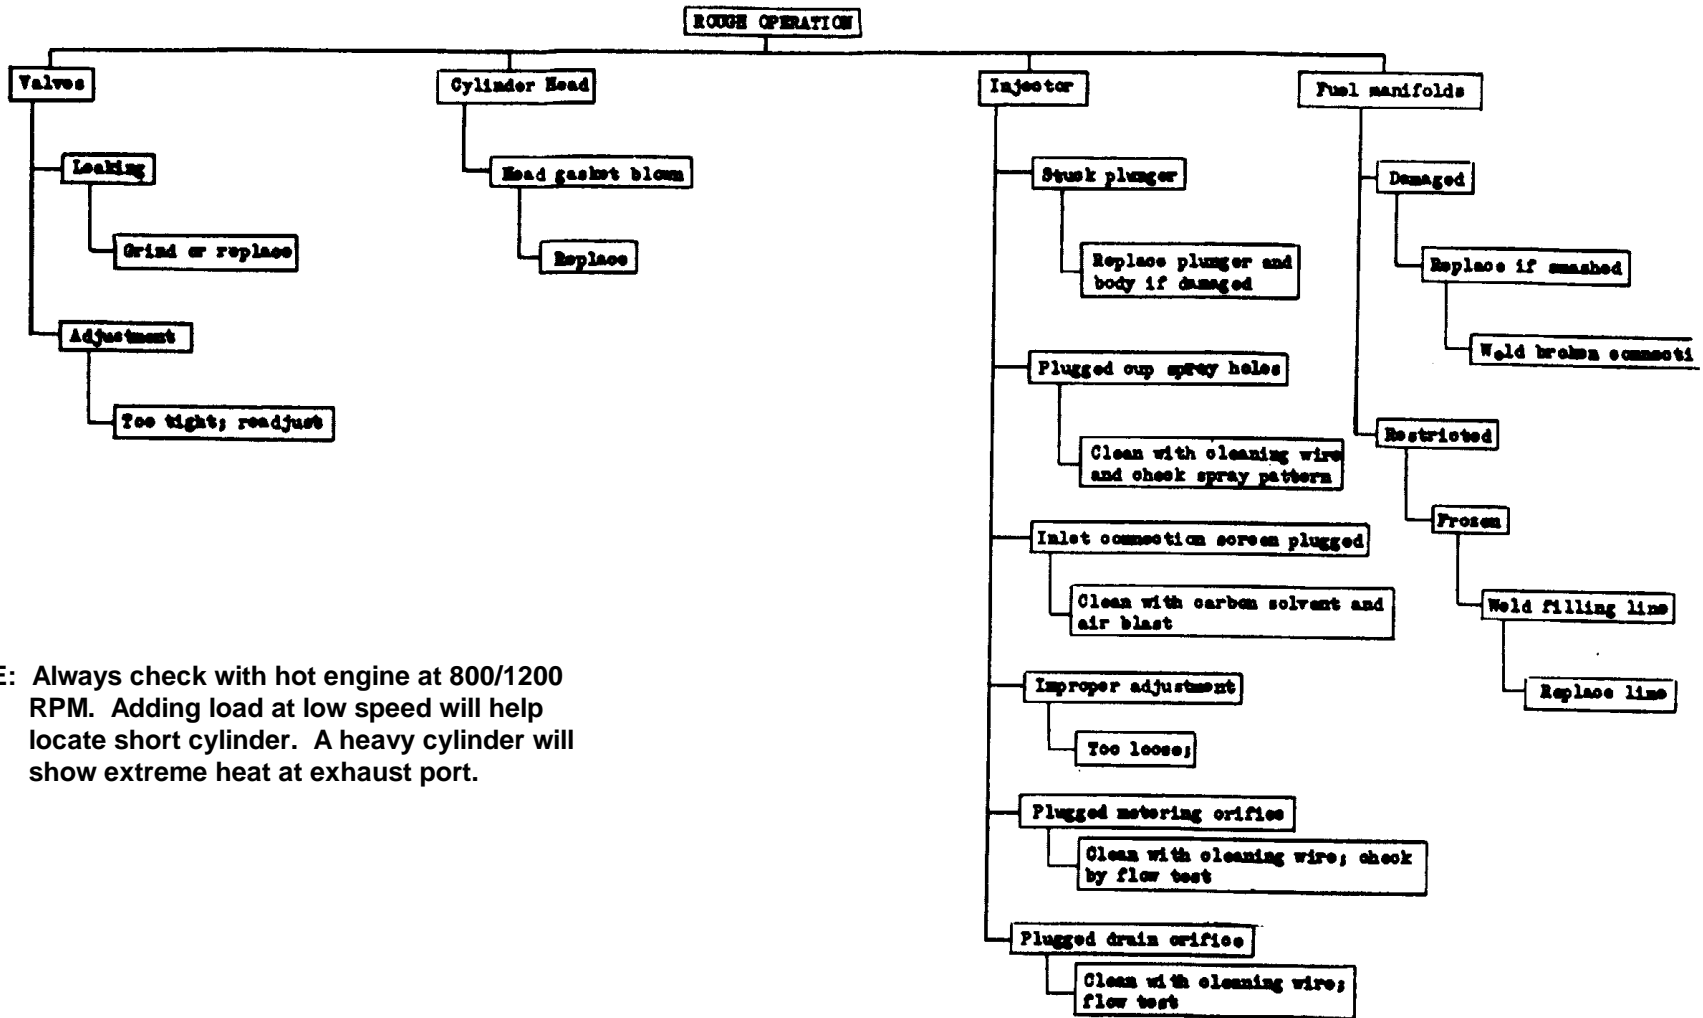 ROUGH OPERATION
Valves
Leaking
Grind or replace
Adjustment
Too tight; readjust
Cylinder Head
Head gasket blown
Replace
Injector
Stuck plunger
Replace plunger and
body if damaged
Plugged cup spray holes
Clean with cleaning wire
and check spray pattern
Inlet connection screen plugged
Clean with carbon solvent and
air blast
Improper adjustment
Too loose;
Plugged metering orifice
Clean with cleaning wire; check
by flow test
Plugged drain orifice
Clean with cleaning wire;
flow test
Fuel manifolds
Damaged
Replace if smashed
Weld broken connecti
Restricted
Frozen
Weld filling line
Replace line
E: Always check with hot engine at 800/1200
RPM. Adding load at low speed will help
locate short cylinder. A heavy cylinder will
show extreme heat at exhaust port.